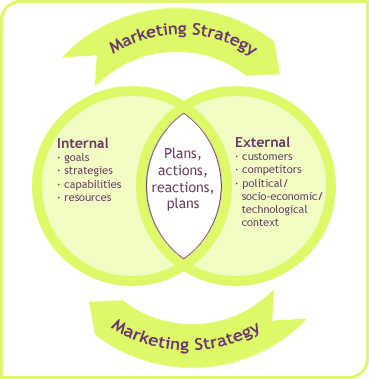 Marketing Strategy
Internal
· goals
· strategies
· capabilities
· resources
Plans,
actions,
reactions,
plans
External
· customers
· competitors
· political/
socio-economic/
technological
context
Marketing Strategy